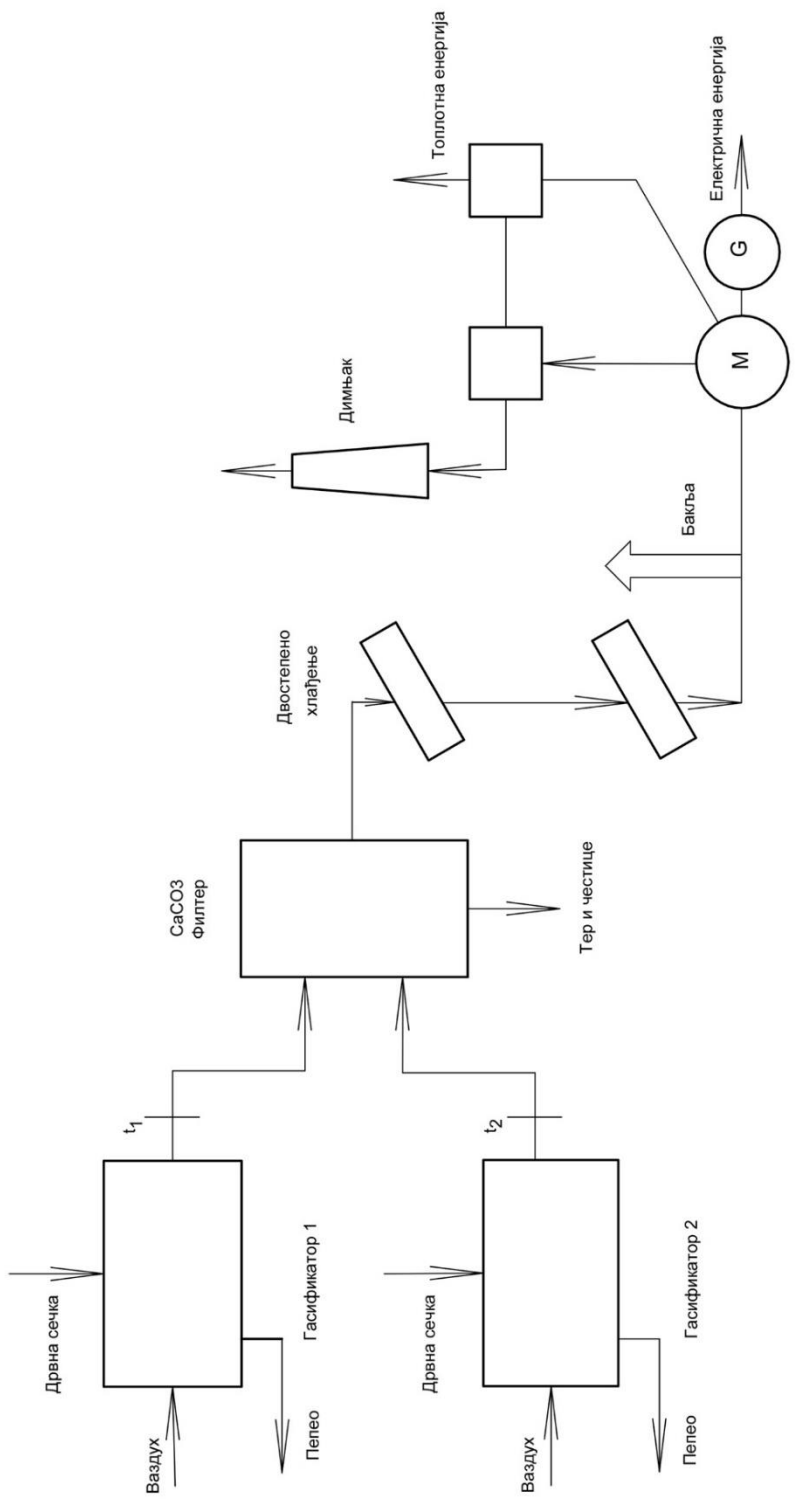 Ваздух
Дрвна сечка
Пепео
Гасификатор 1
t1
Ваздух
Дрвна сечка
Пепео
Гасификатор 2
t2
CaCO3
Филтер
Тер и честице
Двостепено
хлађење
Димњак
Бакља
M
G
Топлотна енергија
Електрична енергија